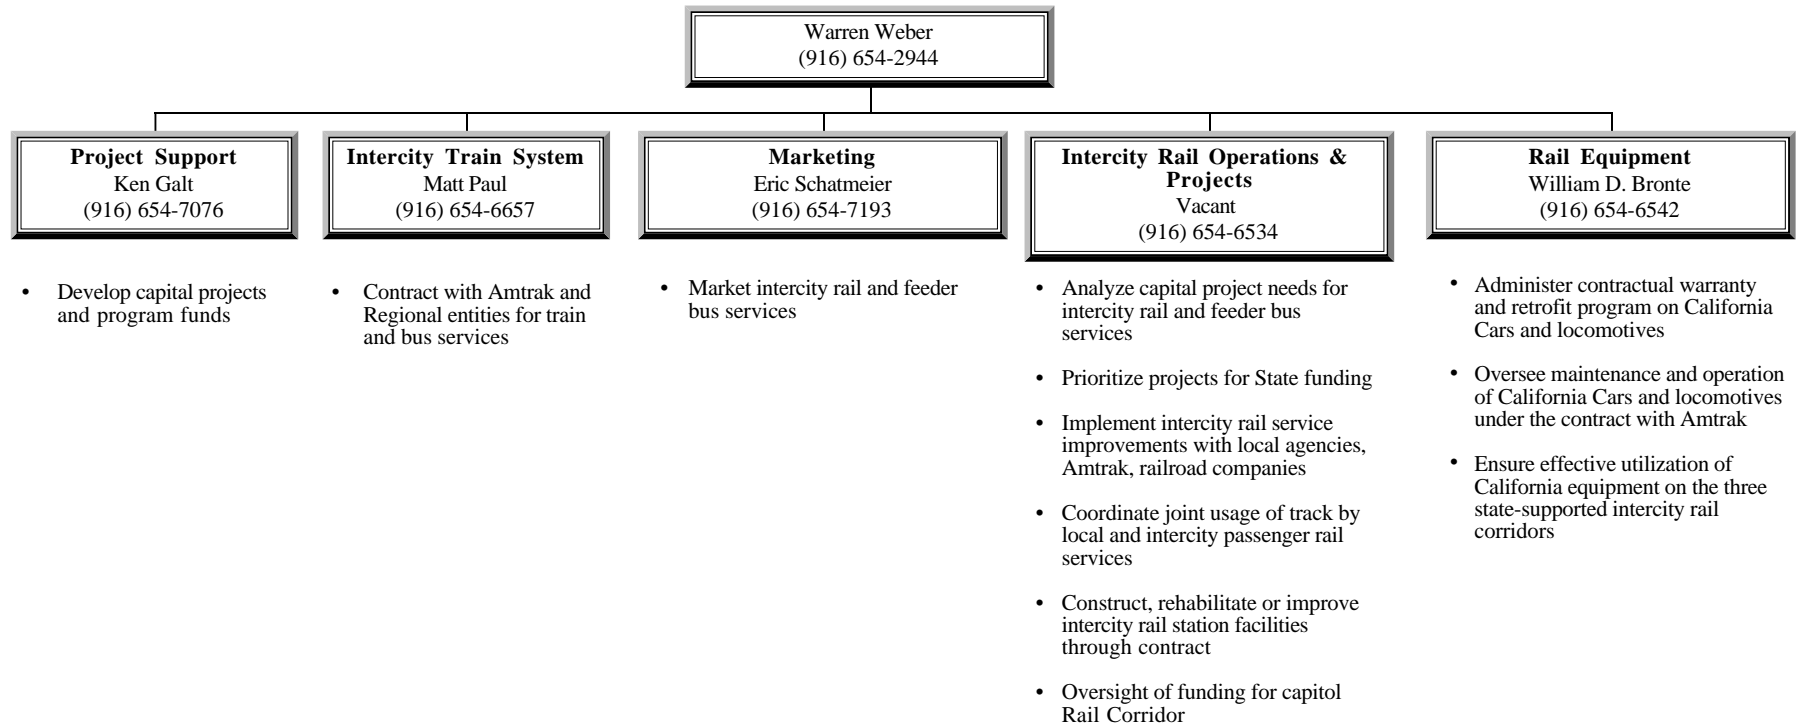 Warren Weber
(916) 654-2944
Project Support
Ken Galt
(916) 654-7076
Intercity Train System
Matt Paul
(916) 654-6657
Marketing
Eric Schatmeier
(916) 654-7193
Intercity Rail Operations &
Projects
Vacant
(916) 654-6534
Rail Equipment
William D. Bronte
(916) 654-6542
• Develop capital projects
and program funds
• Contract with Amtrak and
Regional entities for train
and bus services
• Market intercity rail and feeder
bus services
• Analyze capital project needs for
intercity rail and feeder bus
services
• Prioritize projects for State funding
• Implement intercity rail service
improvements with local agencies,
Amtrak, railroad companies
• Coordinate joint usage of track by
local and intercity passenger rail
services
• Construct, rehabilitate or improve
intercity rail station facilities
through contract
• Oversight of funding for capitol
Rail Corridor
• Administer contractual warranty
and retrofit program on California
Cars and locomotives
• Oversee maintenance and operation
of California Cars and locomotives
under the contract with Amtrak
• Ensure effective utilization of
California equipment on the three
state-supported intercity rail
corridors